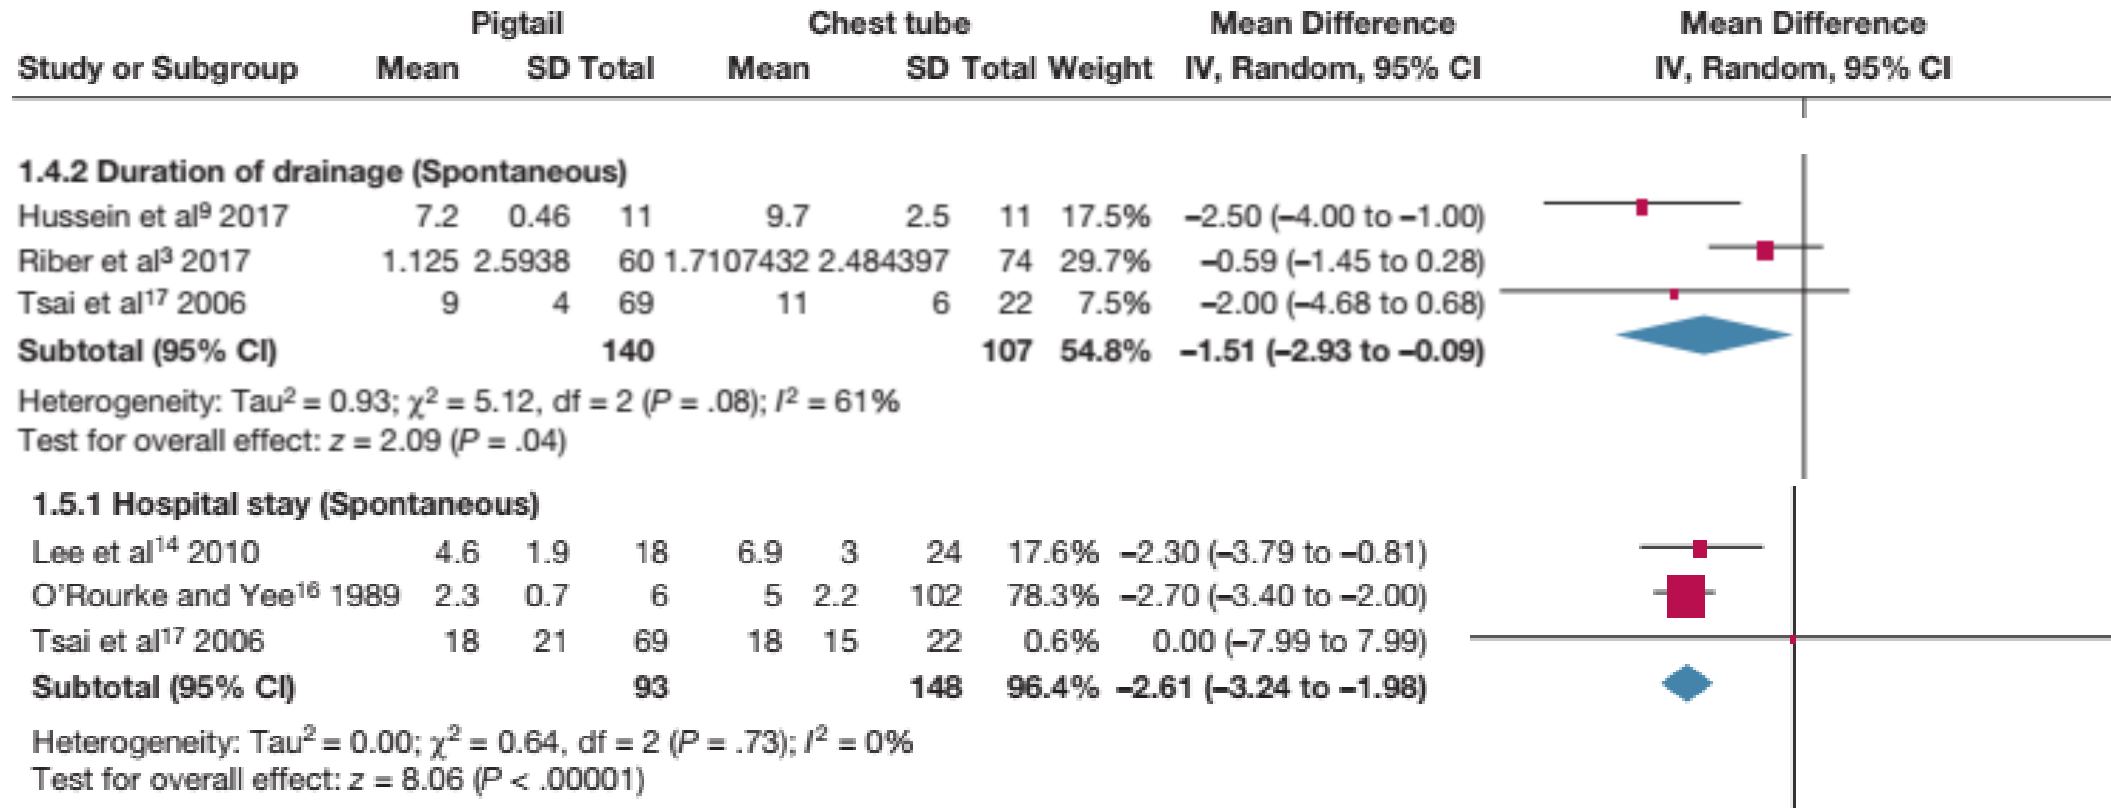 Pigtail Chest tube Mean Difference Mean Difference
Study or Subgroup Mean SD Total Mean SD Total Weight IV, Random, 95% CI IV, Random, 95% CI
1.4.2 Duration of drainage (Spontaneous)
Hussein et al⁹ 2017 7.2 0.46 11 9.7 2.5 11 17.5% −2.50 (−4.00 to −1.00)
Riber et al³ 2017 1.125 2.5938 60 1.7107432 2.484397 74 29.7% −0.59 (−1.45 to 0.28)
Tsai et al¹⁷ 2006 9 4 69 11 6 22 7.5% −2.00 (−4.68 to 0.68)
Subtotal (95% CI) 140 107 54.8% −1.51 (−2.93 to −0.09)
Heterogeneity: Tau² = 0.93; χ² = 5.12, df = 2 (P = .08); I² = 61%
Test for overall effect: z = 2.09 (P = .04)
1.5.1 Hospital stay (Spontaneous)
Lee et al¹⁴ 2010 4.6 1.9 18 6.9 3 24 17.6% −2.30 (−3.79 to −0.81)
O'Rourke and Yee¹⁶ 1989 2.3 0.7 6 5 2.2 102 78.3% −2.70 (−3.40 to −2.00)
Tsai et al¹⁷ 2006 18 21 69 18 15 22 0.6% 0.00 (−7.99 to 7.99)
Subtotal (95% CI) 93 148 96.4% −2.61 (−3.24 to −1.98)
Heterogeneity: Tau² = 0.00; χ² = 0.64, df = 2 (P = .73); I² = 0%
Test for overall effect: z = 8.06 (P < .00001)